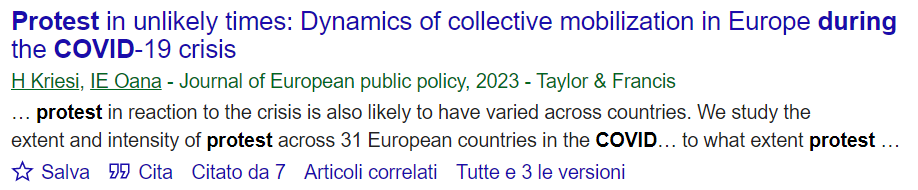 Protest in unlikely times: Dynamics of collective mobilization in Europe during
the COVID-19 crisis
H Kriesi, IE Oana - Journal of European public policy, 2023 - Taylor & Francis
… protest in reaction to the crisis is also likely to have varied across countries. We study the
extent and intensity of protest across 31 European countries in the COVID… to what extent protest …
Salva Cita Citato da 7 Articoli correlati Tutte e 3 le versioni